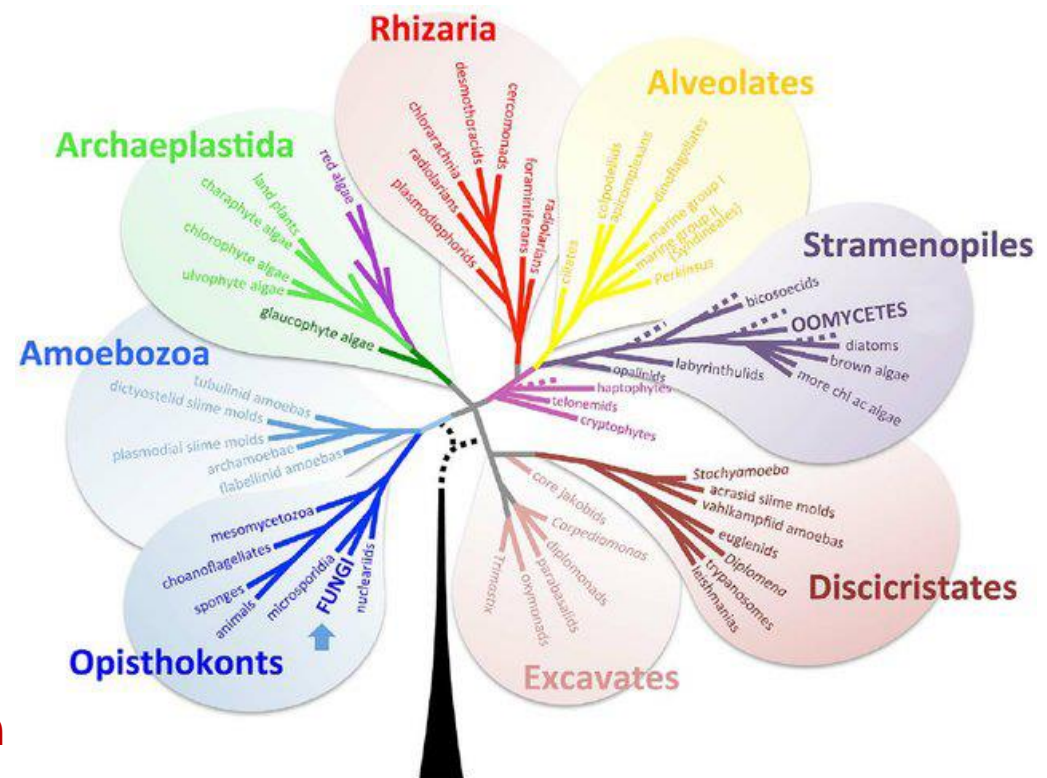 Rhizaria
desmothoracids
cercomonads
chlorarachnia
radiolarians
plasmodiophorids
foraminiferans
radiolarians
Alveolates
colpodellids
apicomplexans
dinoflagellates
marine group I
marine group II
(Syndineales)
Perkinsus
ciliates
Archaeplastida
red algae
land plants
charaphyte algae
chlorophyte algae
ulvophyte algae
glaucophyte algae
Stramenopiles
bicosoecids
OOMYCETES
diatoms
brown algae
more chl ac algae
labyrinthulids
opalinids
haptophytes
telonemids
cryptophytes
Amoebozoa
tubulinid amoebas
dictyostelid slime molds
plasmodial slime molds
archamoebae
flabellinid amoebas
Opisthokonts
mesomycetozoa
choanoflagellates
sponges
animals
microsporidia
FUNGI
nucleariids
Excavates
core jakobids
Carpediamonas
diplomonads
parabasalids
oxymonads
Trimastix
Discicristates
Stachyamoeba
acrasid slime molds
vahlkampfiid amoebas
euglenids
Diplomena
trypanosomes
leishmanias